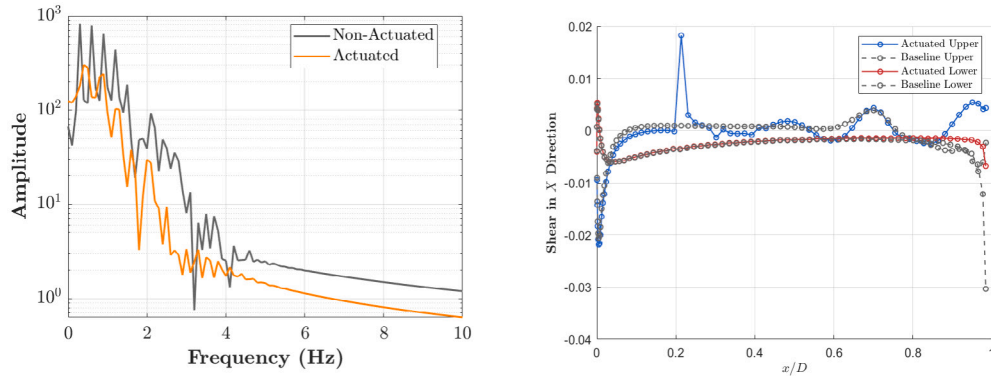 10^3
10^2
10^1
10^0
Amplitude
0
2
4
6
8
10
Frequency (Hz)
Non-Actuated
Actuated
0.02
0.01
0
-0.01
-0.02
-0.03
-0.04
Shear in X Direction
0
0.2
0.4
0.6
0.8
1
x/D
Actuated Upper
Baseline Upper
Actuated Lower
Baseline Lower